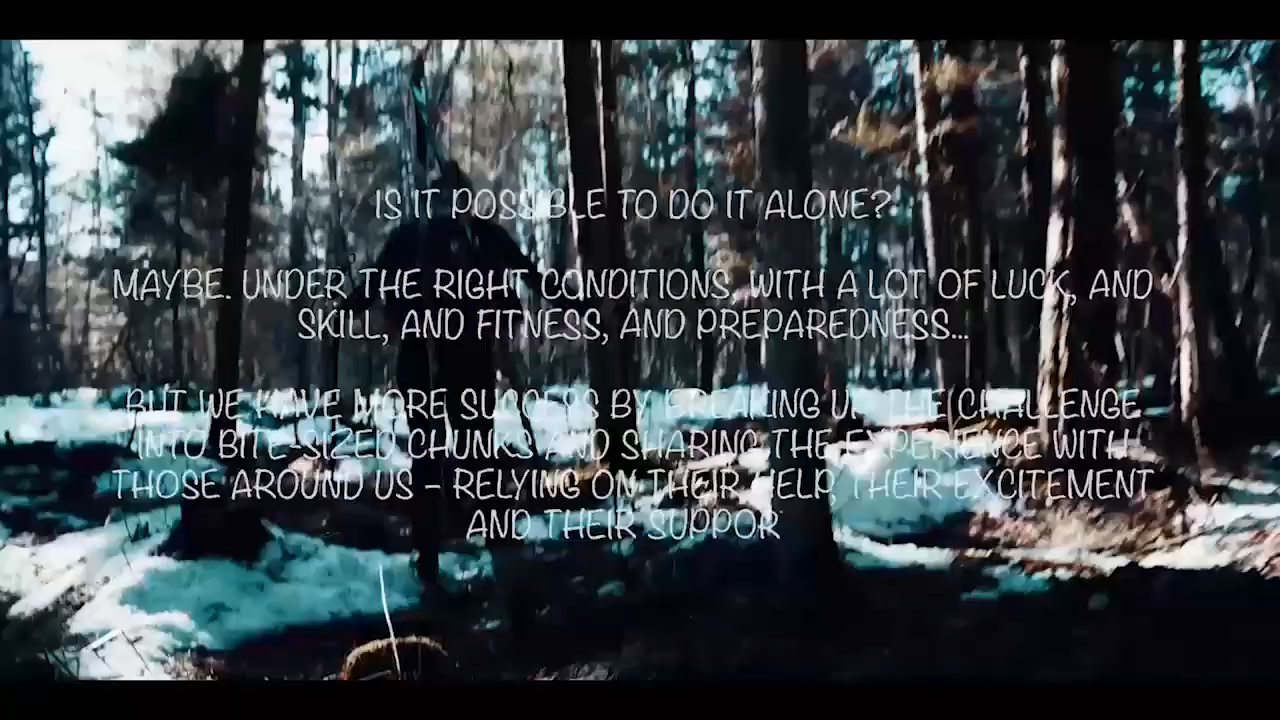 IS IT POSSIBLE TO DO IT ALONE?
MAYBE. UNDER THE RIGHT CONDITIONS, WITH A LOT OF LUCK, AND
SKILL, AND FITNESS, AND PREPAREDNESS...
BUT WE HAVE MORE SUCCESS BY BREAKING UP THE CHALLENGE
INTO BITE-SIZED CHUNKS AND SHARING THE EXPERIENCE WITH
THOSE AROUND US – RELYING ON THEIR HELP, THEIR EXCITEMENT
AND THEIR SUPPOR